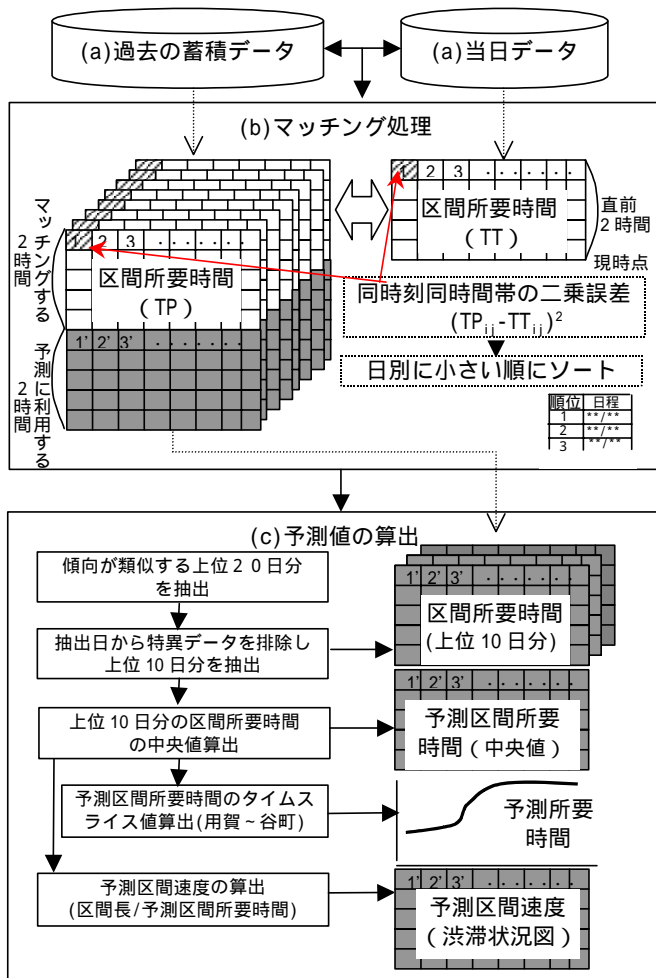 (a)過去の蓄積データ
(a)当日データ
(b)マッチング処理
マッチングする
2時間
1 2 3 ・・・・・・・
区間所要時間
(TP)
予測に利用する
2時間
1' 2' 3' ・・・・・・・
1 2 3 ・・・・・・・
区間所要時間
(TT)
直前
2時間
現時点
同時刻同時間帯の二乗誤差
(TPij-TTij)2
日別に小さい順にソート
順位 日程
1 **/**
2 **/**
3 **/**
(c)予測値の算出
傾向が類似する上位20日分
を抽出
抽出日から特異データを排除し
上位10日分を抽出
上位10日分の区間所要時間
の中央値算出
予測区間所要時間のタイムス
ライス値算出(用賀~谷町)
予測区間速度の算出
(区間長/予測区間所要時間)
1' 2' 3' ・・・・・・・
区間所要時間
(上位10日分)
1' 2' 3' ・・・・・・・
予測区間所要
時間(中央値)
予測所要
時間
1' 2' 3' ・・・・・・・
予測区間速度
(渋滞状況図)